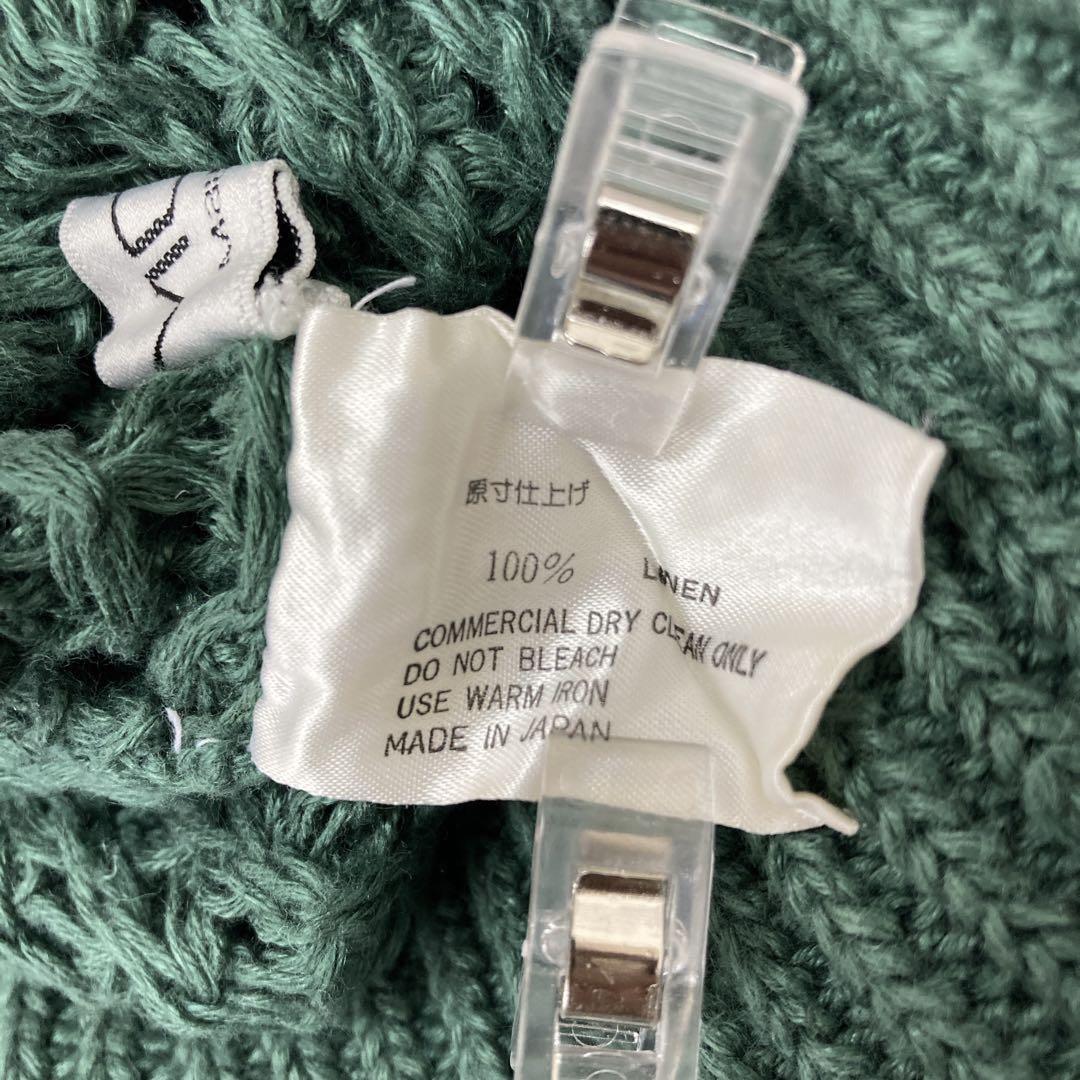 原寸仕上げ
100% LINEN
COMMERCIAL DRY CLEAN ONLY
DO NOT BLEACH
USE WARM IRON
MADE IN JAPAN